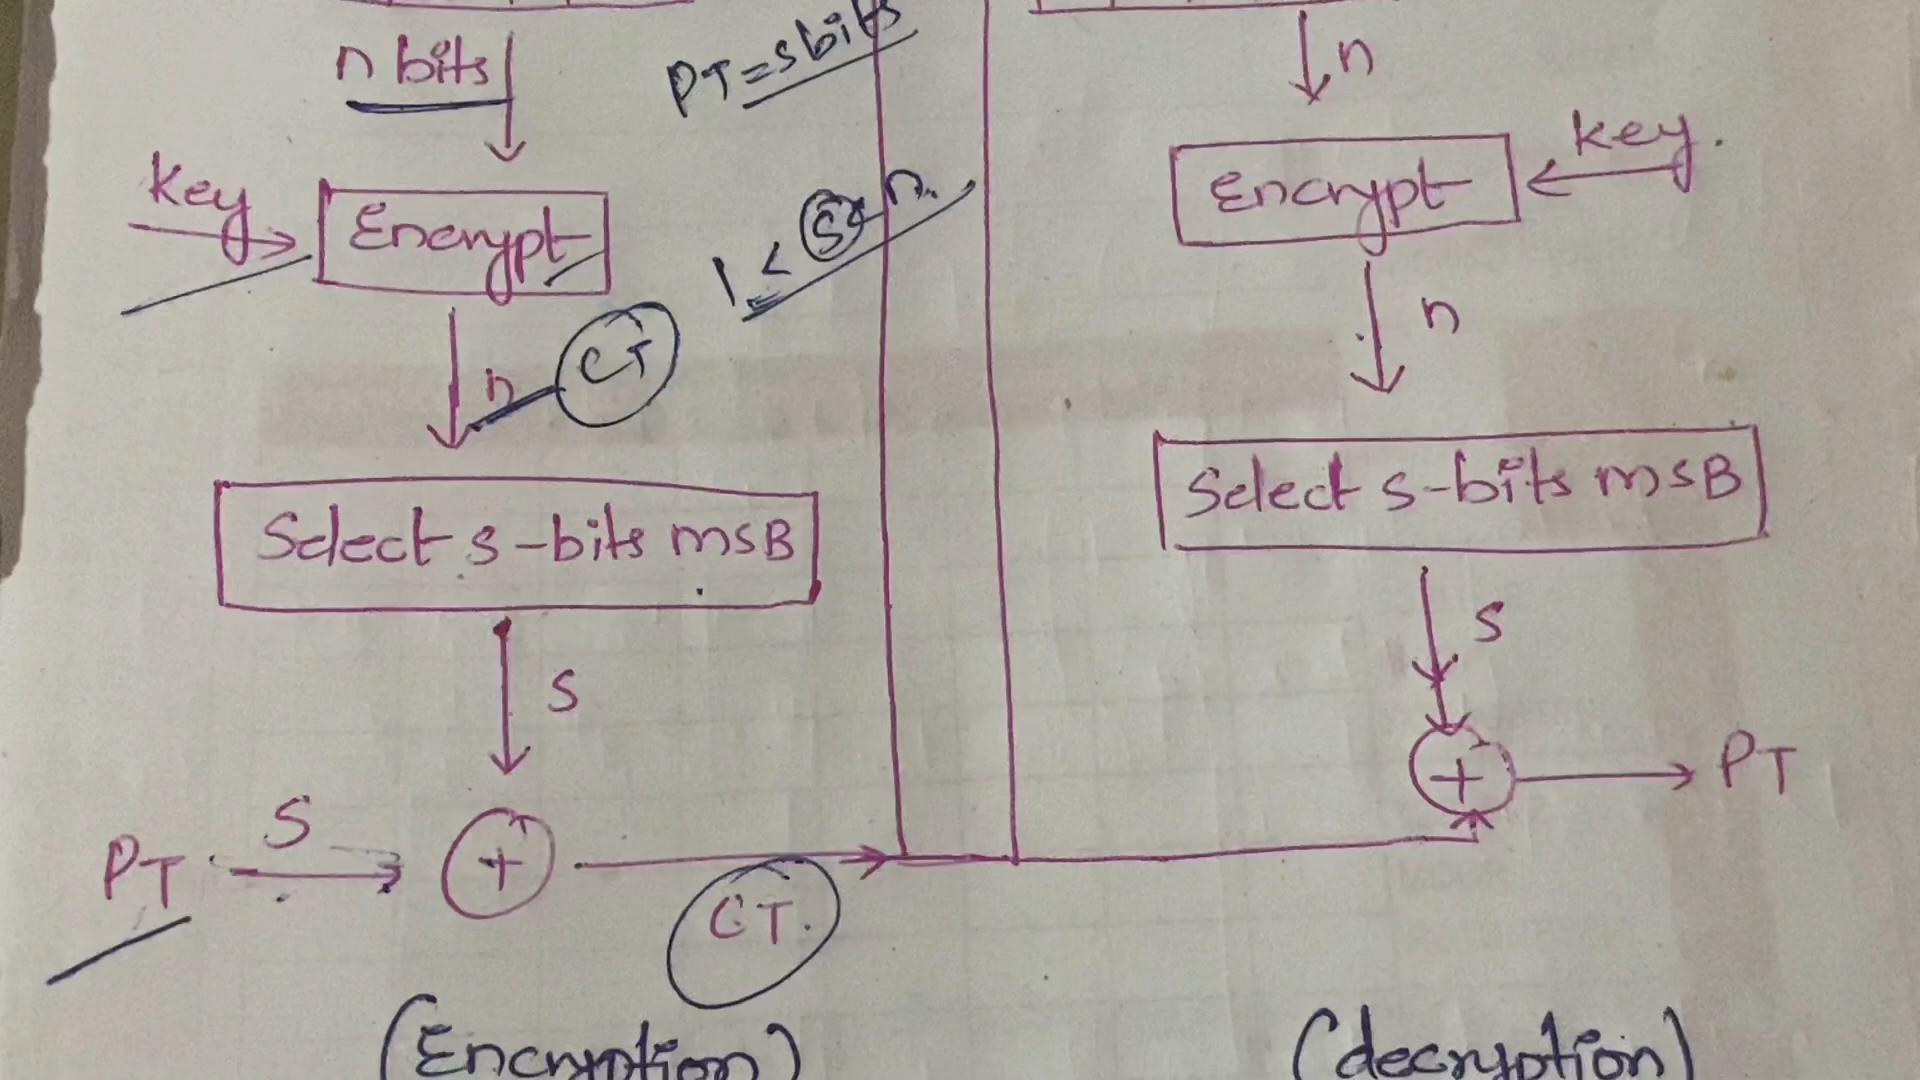 n bits
PT = s bits
key
Encrypt
1 < S < n.
n
CT
Select s-bits MSB
S
PT
S
+
CT.
(Encryption)
n
key.
Encrypt
n
Select s-bits MSB
S
+
PT
(decryption)